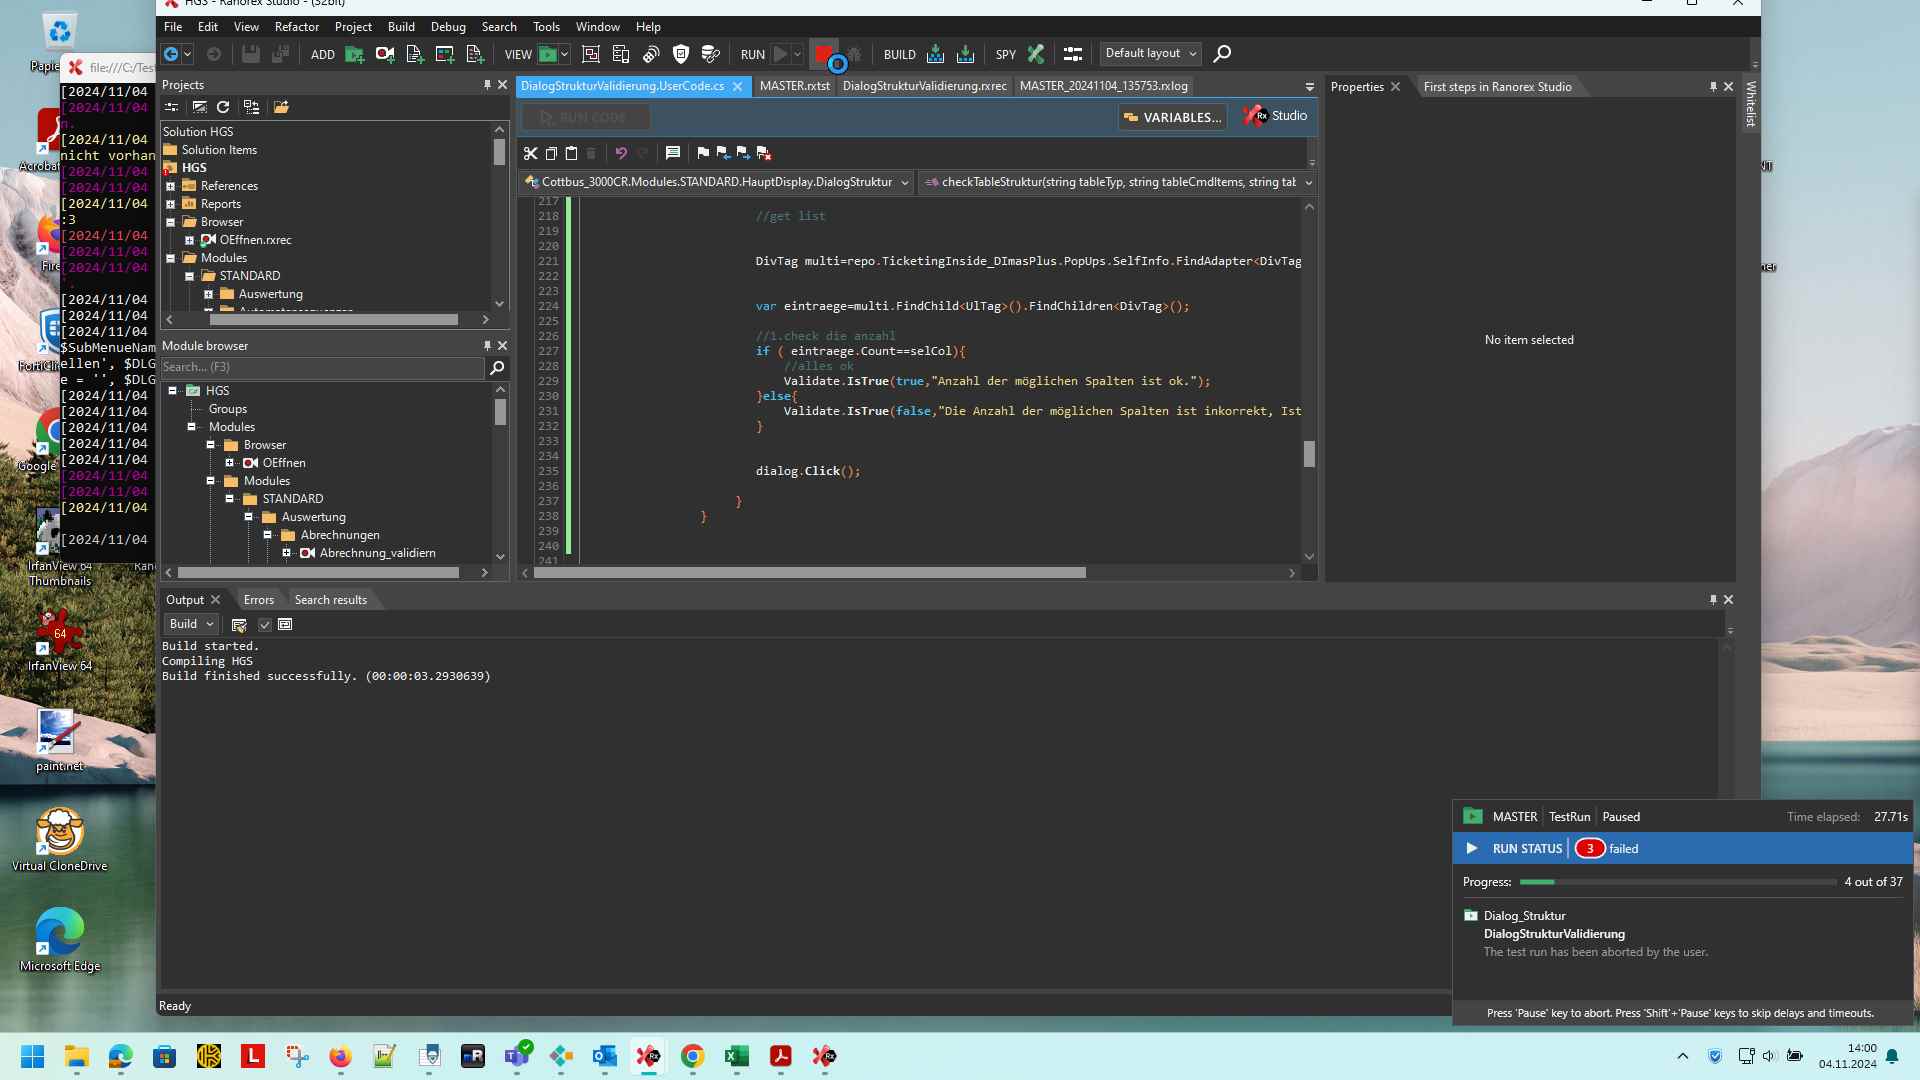 HGS - Ranorex Studio (32bit)
File Edit View Refactor Project Build Debug Search Tools Window Help
ADD VIEW RUN BUILD SPY Default layout
Projects
Solution HGS
Solution Items
HGS
References
Reports
Browser
OEffnen.rxrec
Modules
STANDARD
Auswertung
Module browser
Search... (F3)
HGS
Groups
Modules
Browser
OEffnen
Modules
STANDARD
Auswertung
Abrechnungen
Abrechnung_validiern
DialogStrukturValidierung.UserCode.cs MASTER.rxtst DialogStrukturValidierung.rxrec MASTER_20241104_135753.rxlog
RUN CODE VARIABLES... Rx Studio
Cottbus_3000CR.Modules.STANDARD.HauptDisplay.DialogStruktur checkTableStruktur(string tableTyp, string tableCmdItems, string tat
217
218 //get list
219
220
221 DivTag multi=repo.TicketingInside_DImasPlus.PopUps.SelfInfo.FindAdapter<DivTag
222
223
224 var eintraege=multi.FindChild<UlTag>().FindChildren<DivTag>();
225
226 //1.check die anzahl
227 if ( eintraege.Count==selCol){
228 //alles ok
229 Validate.IsTrue(true,"Anzahl der möglichen Spalten ist ok.");
230 }else{
231 Validate.IsTrue(false,"Die Anzahl der möglichen Spalten ist inkorrekt, Ist
232 }
233
234
235 dialog.Click();
236
237 }
238 }
239
240
241
Properties First steps in Ranorex Studio
No item selected
Whitelist
Output Errors Search results
Build
Build started.
Compiling HGS
Build finished successfully. (00:00:03.2930639)
Ready
MASTER TestRun Paused Time elapsed: 27.71s
RUN STATUS 3 failed
Progress: 4 out of 37
Dialog_Struktur
DialogStrukturValidierung
The test run has been aborted by the user.
Press 'Pause' key to abort. Press 'Shift'+'Pause' keys to skip delays and timeouts.
file:///C:/Test
[2024/11/04
[2024/11/04
n.
[2024/11/04
nicht vorhan
[2024/11/04
[2024/11/04
[2024/11/04
:3
[2024/11/04
[2024/11/04
[2024/11/04
[2024/11/04
[2024/11/04
[2024/11/04
$SubMenueNam
ellen', $DLG
e = '', $DLG
[2024/11/04
[2024/11/04
[2024/11/04
[2024/11/04
[2024/11/04
[2024/11/04
[2024/11/04
[2024/11/04
[2024/11/04
Papie
Acrobat
Fire
FortiClie
Google
IrfanView 64
Thumbnails
Ran
64
IrfanView 64
paint.net
Virtual CloneDrive
Microsoft Edge
NT
ner
14:00
04.11.2024